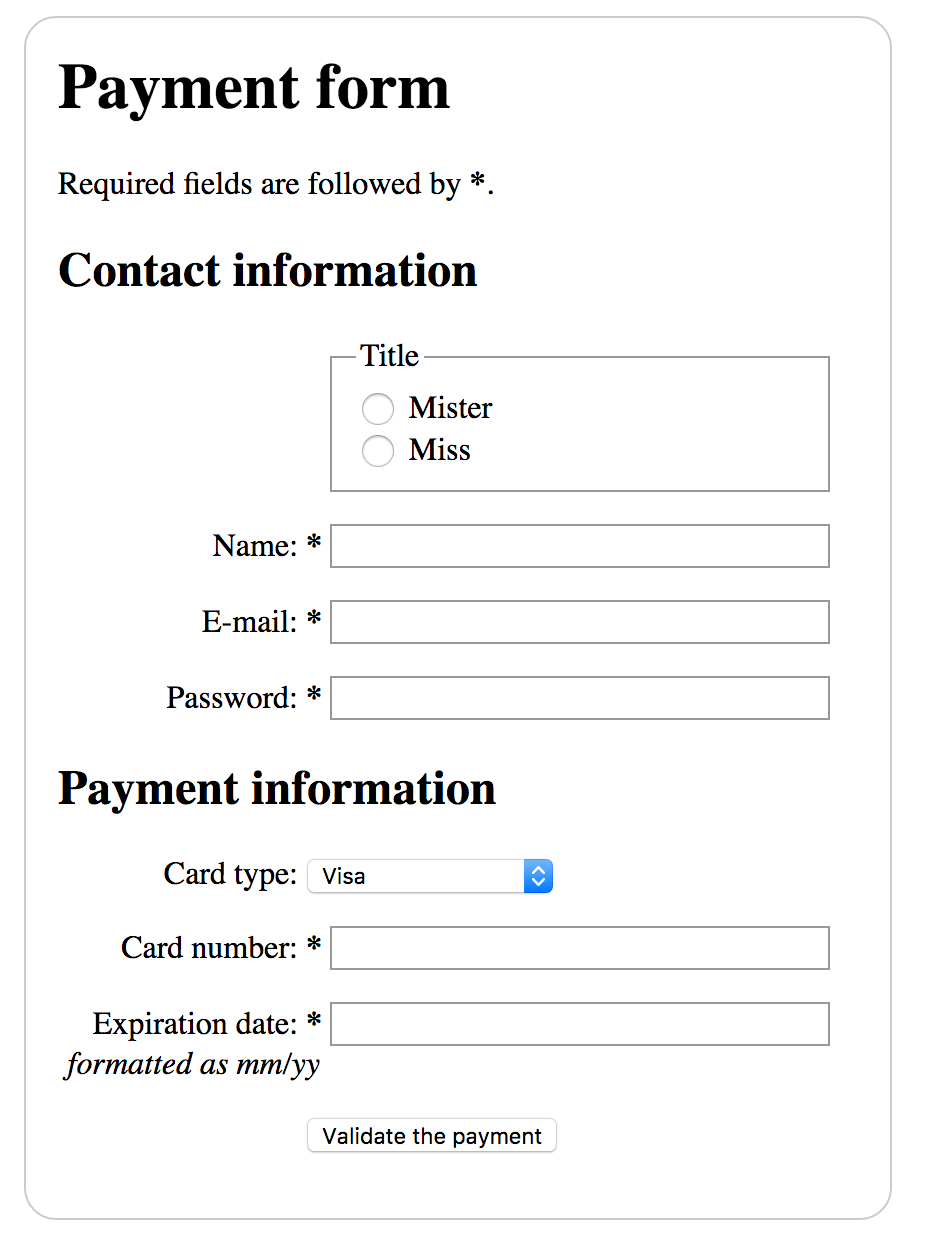 Payment form
Required fields are followed by *.
Contact information
Title
Mister
Miss
Name: *
E-mail: *
Password: *
Payment information
Card type: Visa
Card number: *
Expiration date: *
formatted as mm/yy
Validate the payment